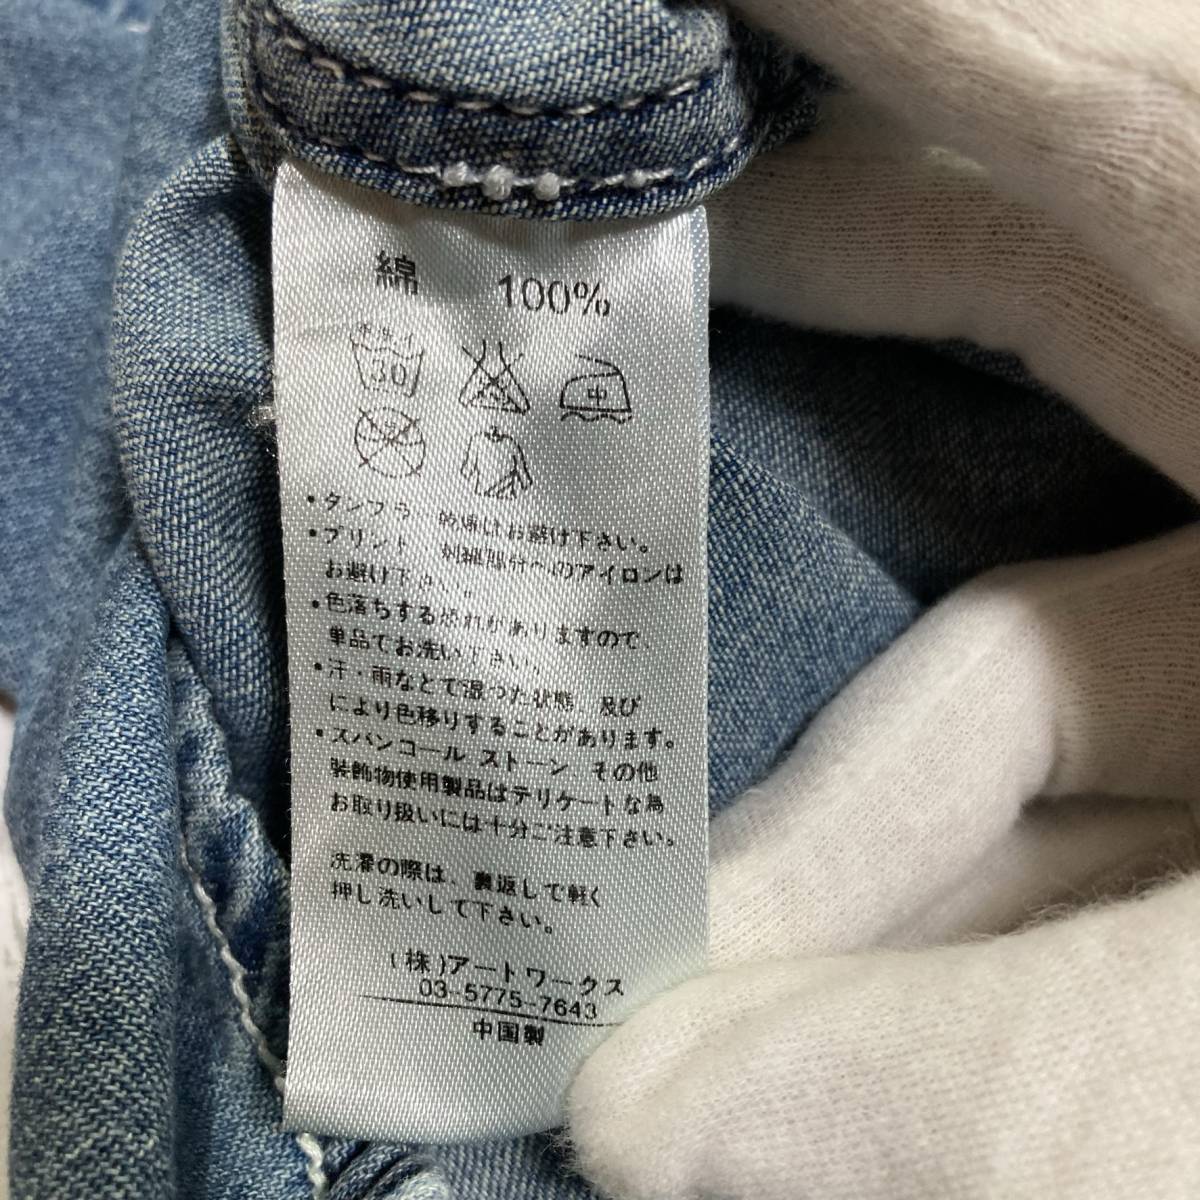 綿 100%
手洗イ
30
中
・タンブラー乾燥はお避け下さい。
・プリント・刺繍部分へのアイロンは
お避け下さい。
・色落ちする恐れがありますので、
単品でお洗い下さい。
・汗・雨などで湿った状態、及び
により色移りすることがあります。
・スパンコール ストーン、その他
装飾物使用製品はデリケートな為
お取り扱いには十分ご注意下さい。
洗濯の際は、裏返して軽く
押し洗いして下さい。
(株)アートワークス
03-5775-7643
中国製